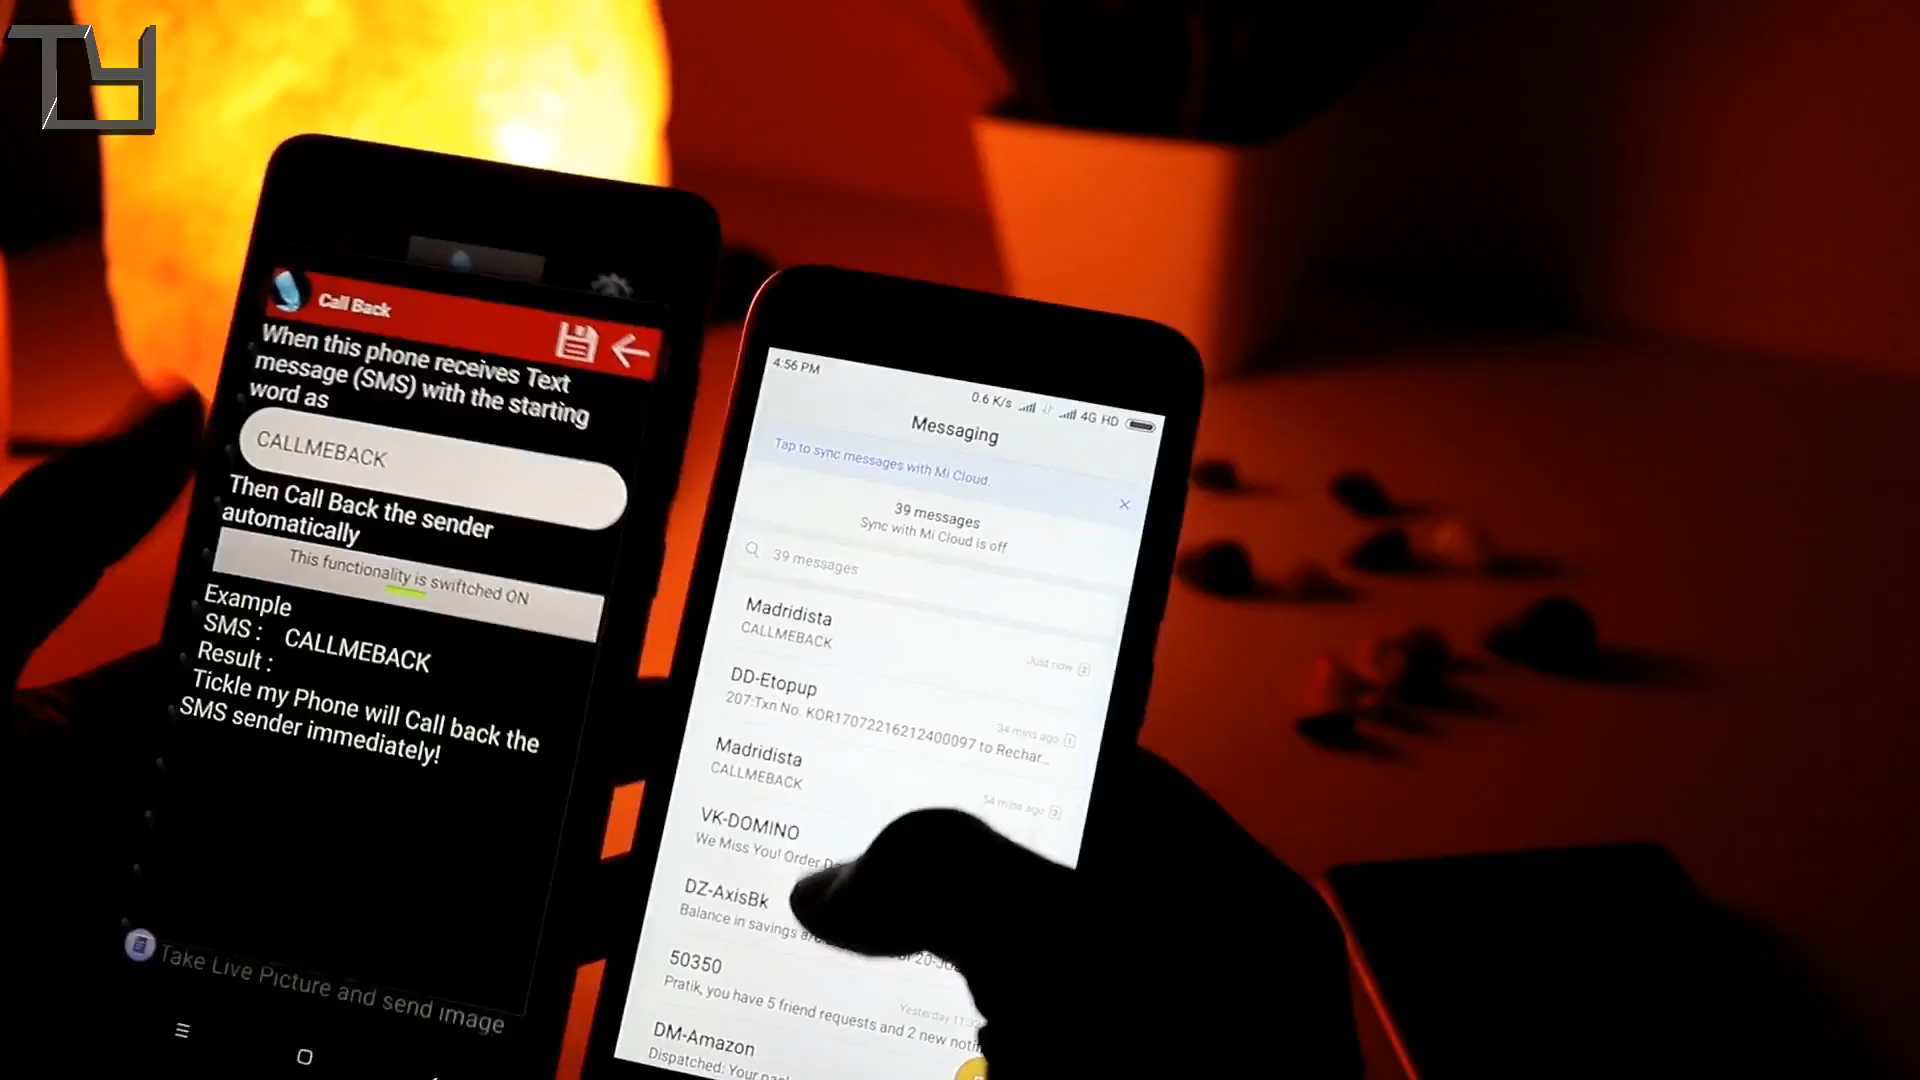 TY
Call Back
When this phone receives Text
message (SMS) with the starting
word as
CALLMEBACK
Then Call Back the sender
automatically
This functionality is swiftched ON
Example
SMS : CALLMEBACK
Result :
Tickle my Phone will Call back the
SMS sender immediately!
Take Live Picture and send image
4:56 PM
0.6 K/s 4G HD
Messaging
Tap to sync messages with Mi Cloud.
39 messages
Sync with Mi Cloud is off
39 messages
Madridista
CALLMEBACK
Just now 2
DD-Etopup
207:Txn No. KOR17072216212400097 to Rechar...
34 mins ago 1
Madridista
CALLMEBACK
54 mins ago 2
VK-DOMINO
We Miss You! Order
DZ-AxisBk
Balance in savings
50350
Pratik, you have 5 friend requests and 2 new
Yesterday
DM-Amazon
Dispatched: Your